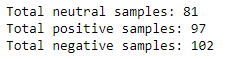 Total neutral samples: 81
Total positive samples: 97
Total negative samples: 102